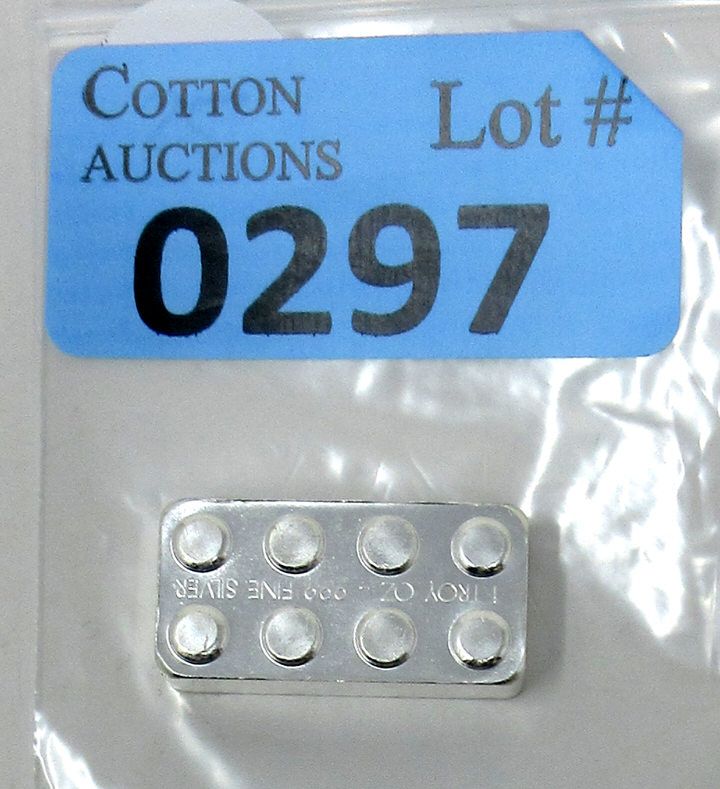 COTTON
AUCTIONS
Lot #
0297
1 TROY OZ - .999 FINE SILVER